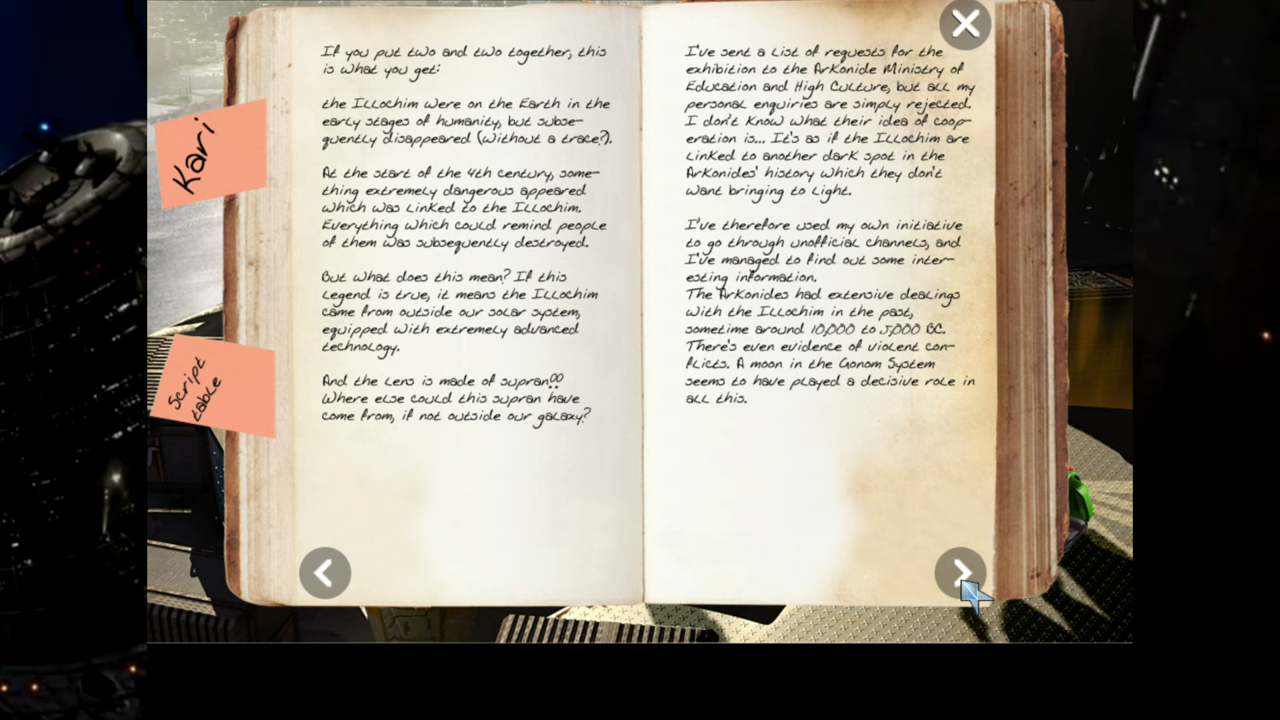 Kari
Script
table
If you put two and two together, this
is what you get:
the Illochim were on the Earth in the
early stages of humanity, but subse-
quently disappeared (without a trace?).
At the start of the 4th century, some-
thing extremely dangerous appeared
which was linked to the Illochim.
Everything which could remind people
of them was subsequently destroyed.
But what does this mean? If this
legend is true, it means the Illochim
came from outside our solar system,
equipped with extremely advanced
technology.
And the lens is made of supran!!
Where else could this supran have
come from, if not outside our galaxy?
I've sent a list of requests for the
exhibition to the Arkonide Ministry of
Education and High Culture, but all my
personal enquiries are simply rejected.
I don't know what their idea of coop-
eration is... It's as if the Illochim are
linked to another dark spot in the
Arkonides' history which they don't
want bringing to light.
I've therefore used my own initiative
to go through unofficial channels, and
I've managed to find out some inter-
esting information.
The Arkonides had extensive dealings
with the Illochim in the past,
sometime around 10,000 to 5,000 BC.
There's even evidence of violent con-
flicts. A moon in the Gonom System
seems to have played a decisive role in
all this.